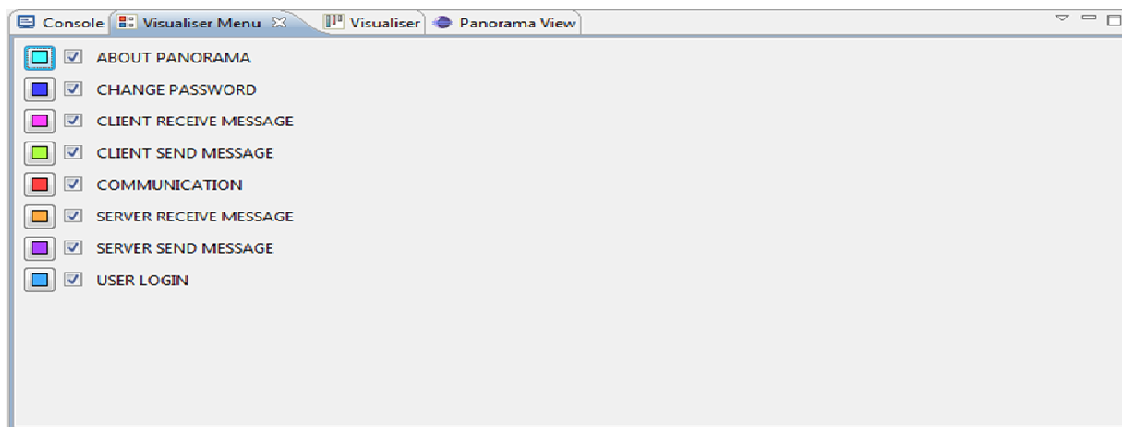 Console Visualiser Menu Visualiser Panorama View
ABOUT PANORAMA
CHANGE PASSWORD
CLIENT RECEIVE MESSAGE
CLIENT SEND MESSAGE
COMMUNICATION
SERVER RECEIVE MESSAGE
SERVER SEND MESSAGE
USER LOGIN